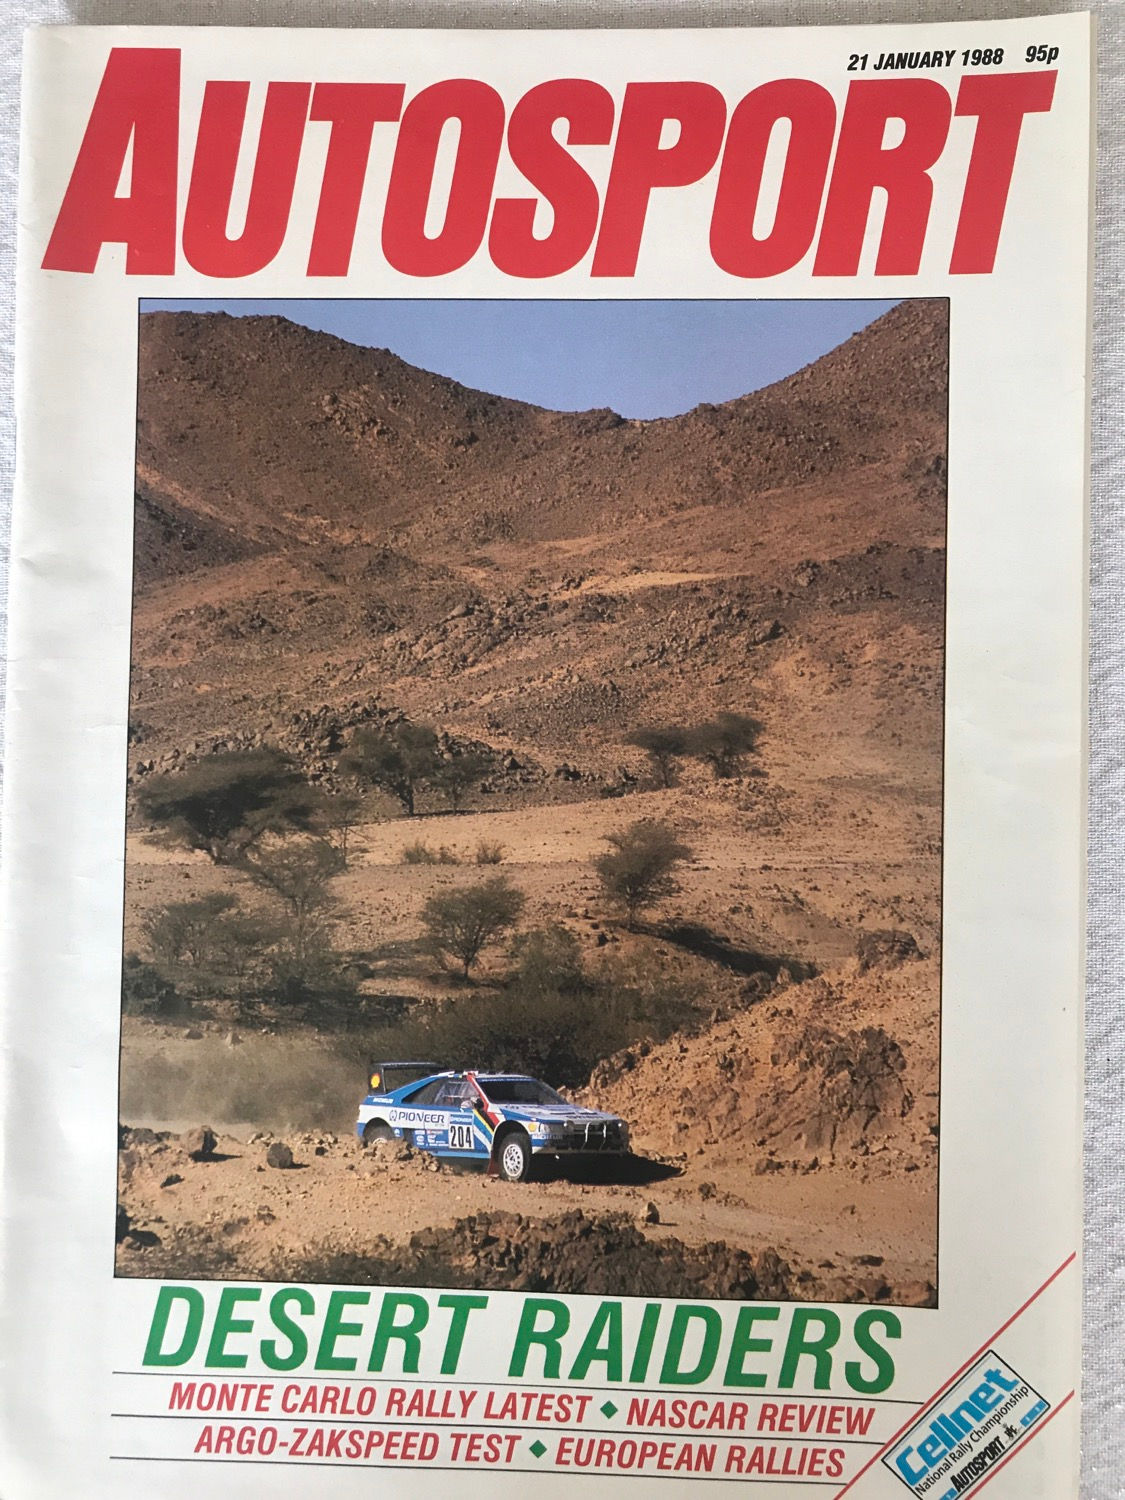 21 JANUARY 1988 95p
AUTOSPORT
PIONEER
204
DESERT RAIDERS
MONTE CARLO RALLY LATEST ◆ NASCAR REVIEW
ARGO-ZAKSPEED TEST ◆ EUROPEAN RALLIES
Cellnet
National Rally Championship
AUTOSPORT